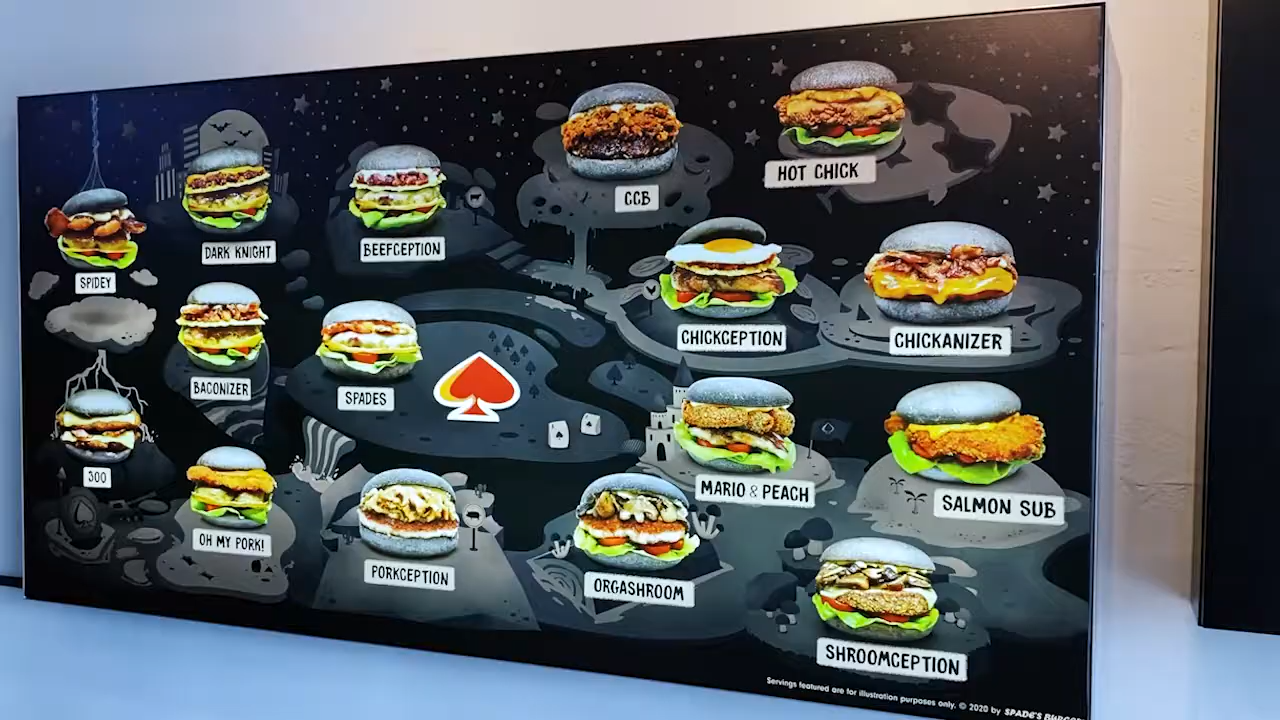 CCB
HOT CHICK
SPIDEY
DARK KNIGHT
BEEFCEPTION
CHICKCEPTION
CHICKANIZER
BACONIZER
SPADES
300
MARIO & PEACH
SALMON SUB
OH MY PORK!
PORKCEPTION
ORGASHROOM
SHROOMCEPTION
Servings featured are for illustration purposes only. © 2020 by SPADE'S BURGER